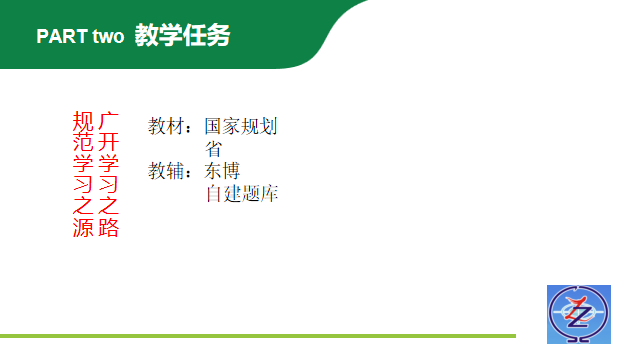 PART two 教学任务
广开学习之路
规范学习之源
教材：国家规划
省
教辅：东博
自建题库